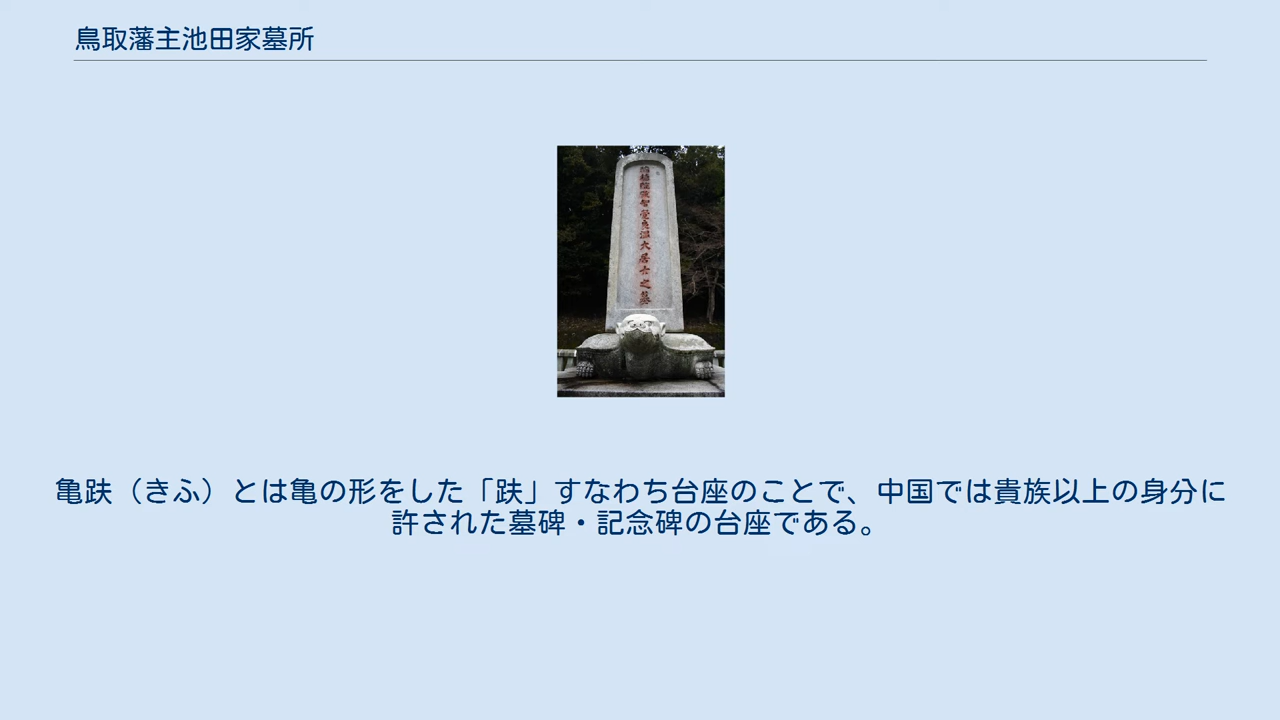 鳥取藩主池田家墓所
亀趺（きふ）とは亀の形をした「趺」すなわち台座のことで、中国では貴族以上の身分に
許された墓碑・記念碑の台座である。